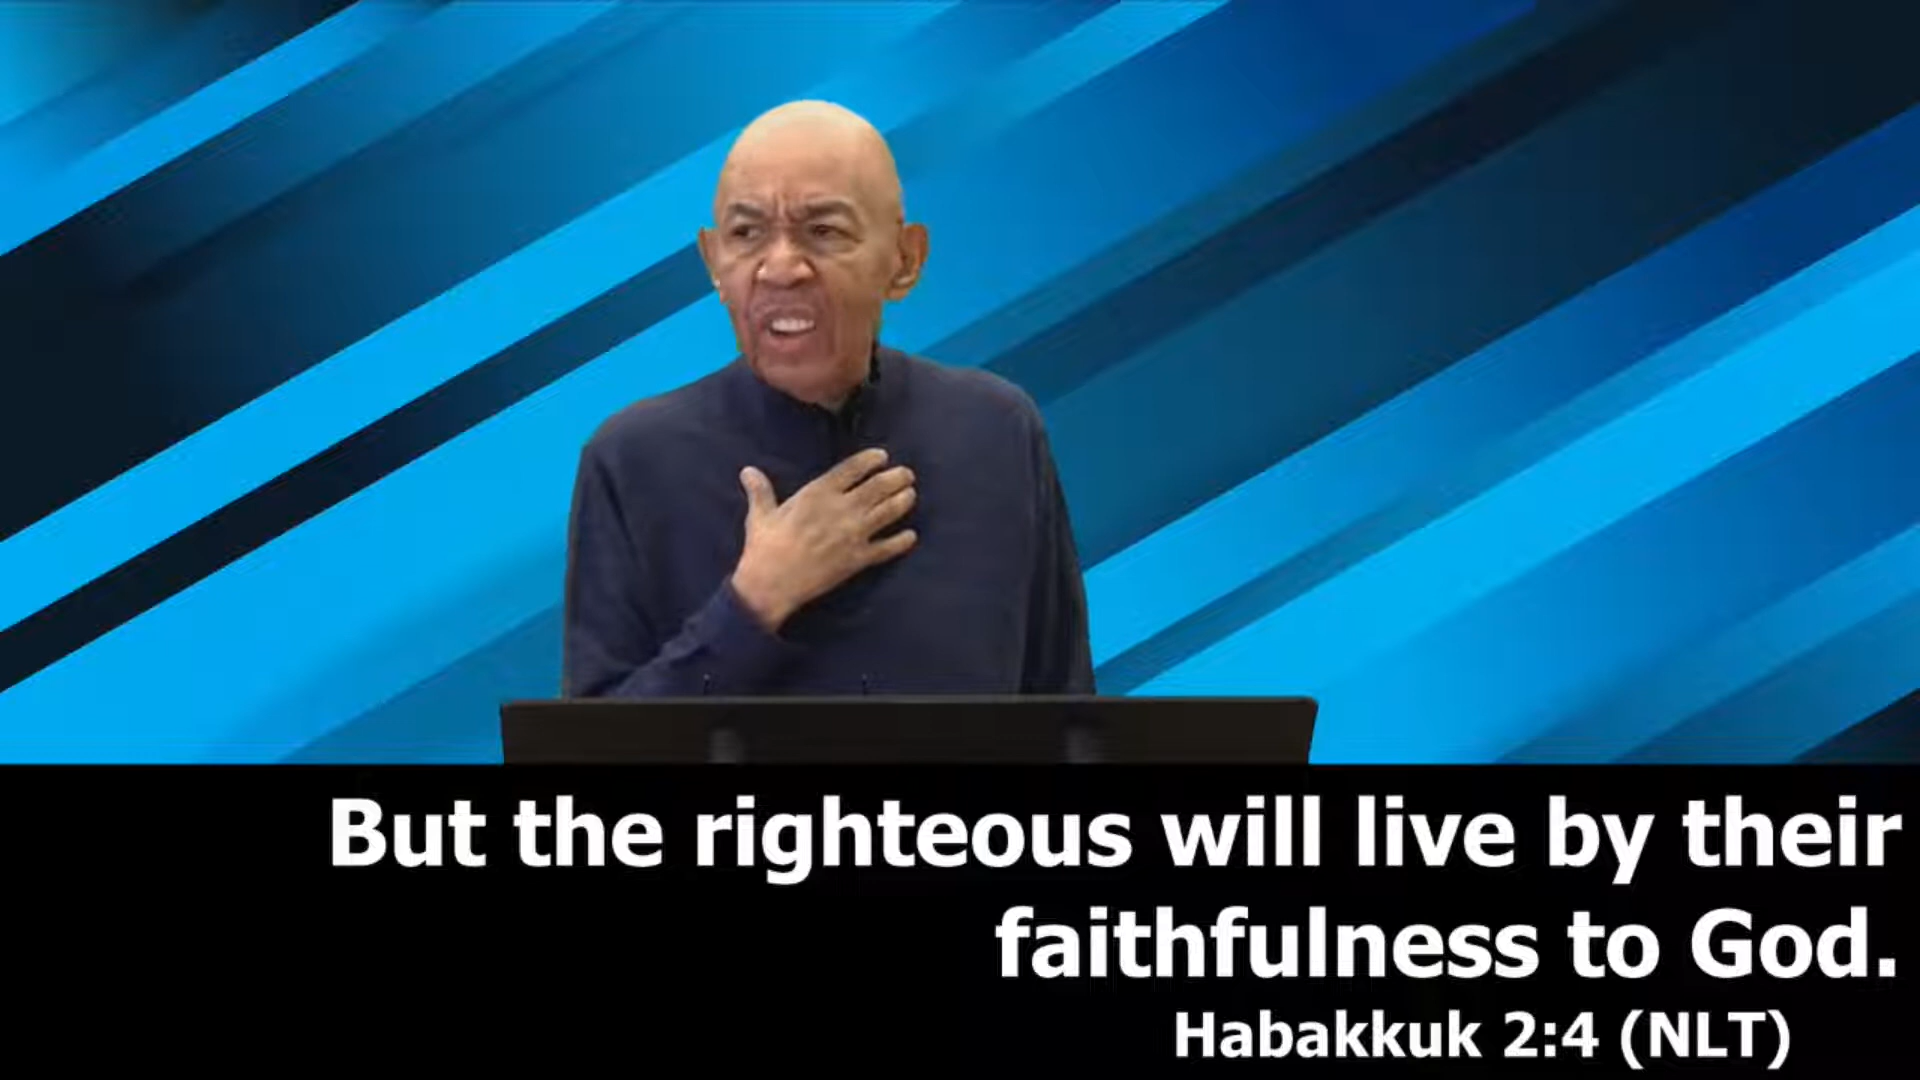 But the righteous will live by their
faithfulness to God.
Habakkuk 2:4 (NLT)